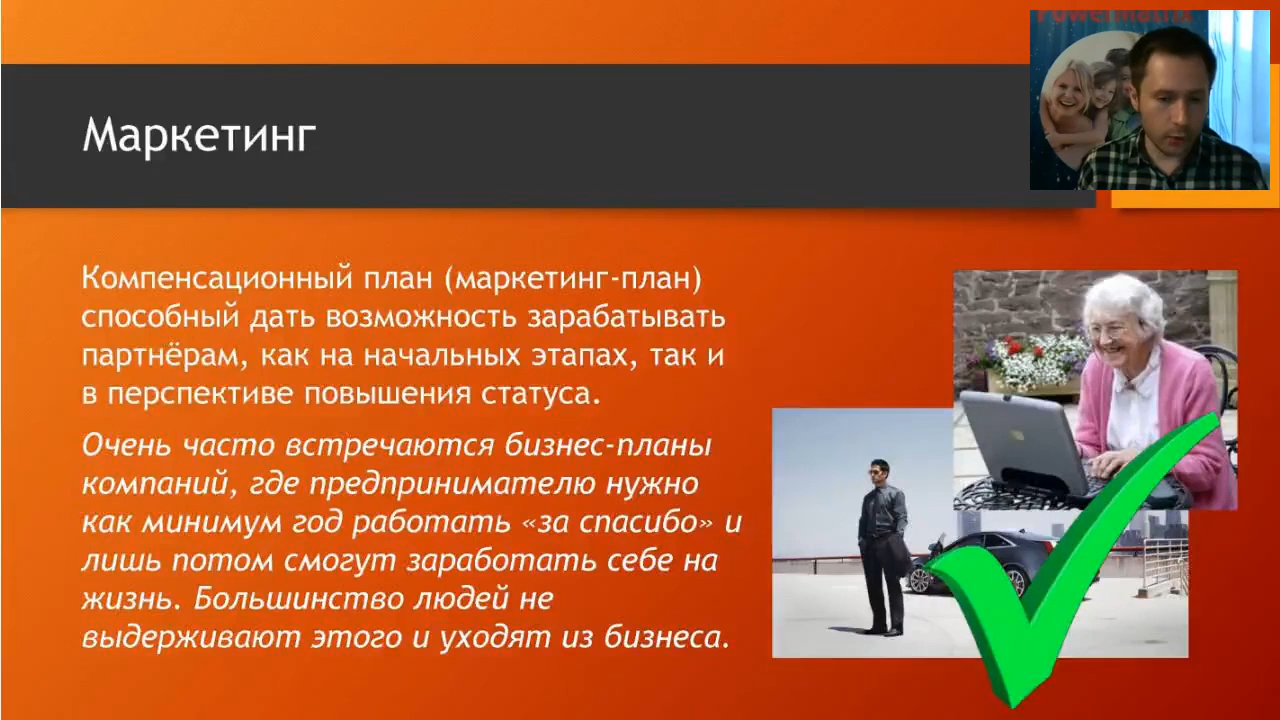 PowerMatrix
Маркетинг
Компенсационный план (маркетинг-план)
способный дать возможность зарабатывать
партнёрам, как на начальных этапах, так и
в перспективе повышения статуса.
Очень часто встречаются бизнес-планы
компаний, где предпринимателю нужно
как минимум год работать «за спасибо» и
лишь потом смогут заработать себе на
жизнь. Большинство людей не
выдерживают этого и уходят из бизнеса.